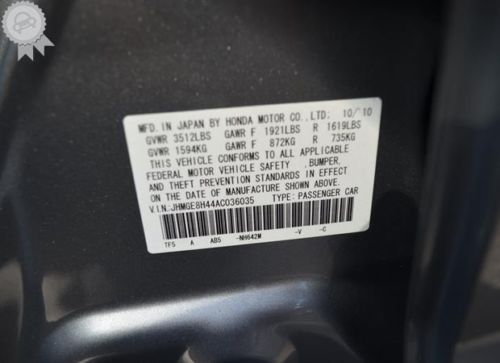 MFD.IN JAPAN BY HONDA MOTOR CO.,LTD: 10/10
GVWR 3512LBS GAWR F 1921LBS R 1619LBS
GVWR 1594KG GAWR F 872KG R 735KG
THIS VEHICLE CONFORMS TO ALL APPLICABLE
FEDERAL MOTOR VEHICLE SAFETY ,BUMPER,
AND THEFT PREVENTION STANDARDS IN EFFECT
ON THE DATE OF MANUFACTURE SHOWN ABOVE.
V.I.N:JHMGE8H44AC036035 TYPE: PASSENGER CAR
TF5 A AB5 -NH642M -V -C